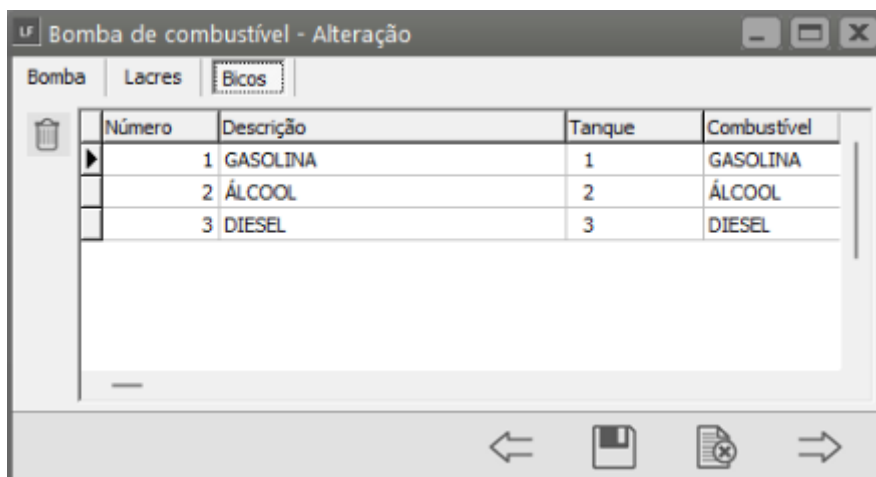 LF Bomba de combustível - Alteração
Bomba Lacres Bicos
Número Descrição Tanque Combustível
1 GASOLINA 1 GASOLINA
2 ÁLCOOL 2 ÁLCOOL
3 DIESEL 3 DIESEL